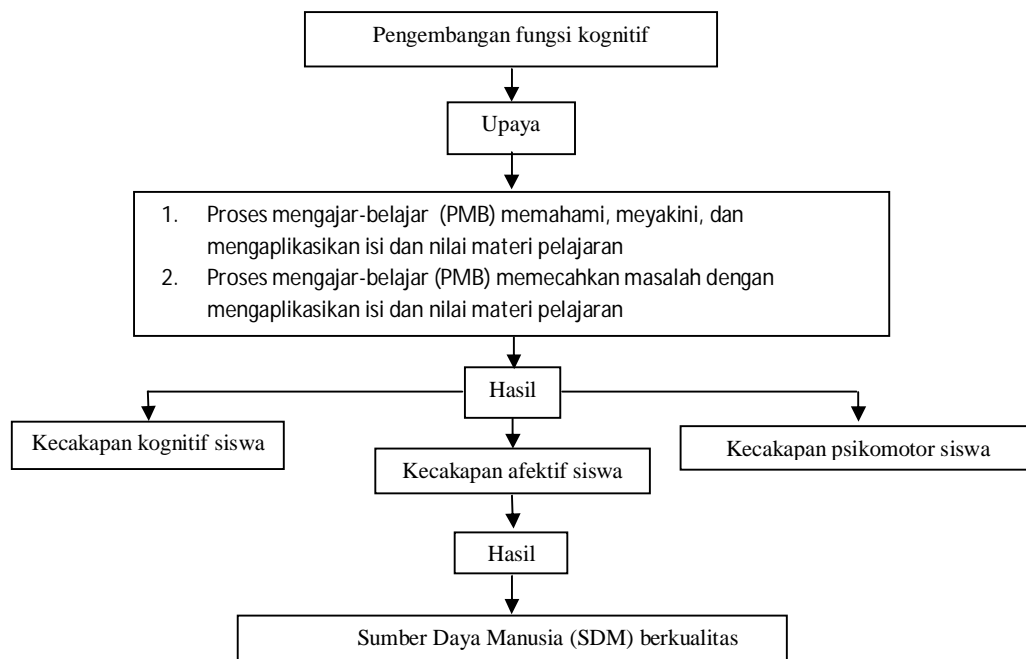 Pengembangan fungsi kognitif
Upaya
1. Proses mengajar-belajar (PMB) memahami, meyakini, dan
mengaplikasikan isi dan nilai materi pelajaran
2. Proses mengajar-belajar (PMB) memecahkan masalah dengan
mengaplikasikan isi dan nilai materi pelajaran
Hasil
Kecakapan kognitif siswa
Kecakapan afektif siswa
Kecakapan psikomotor siswa
Hasil
Sumber Daya Manusia (SDM) berkualitas